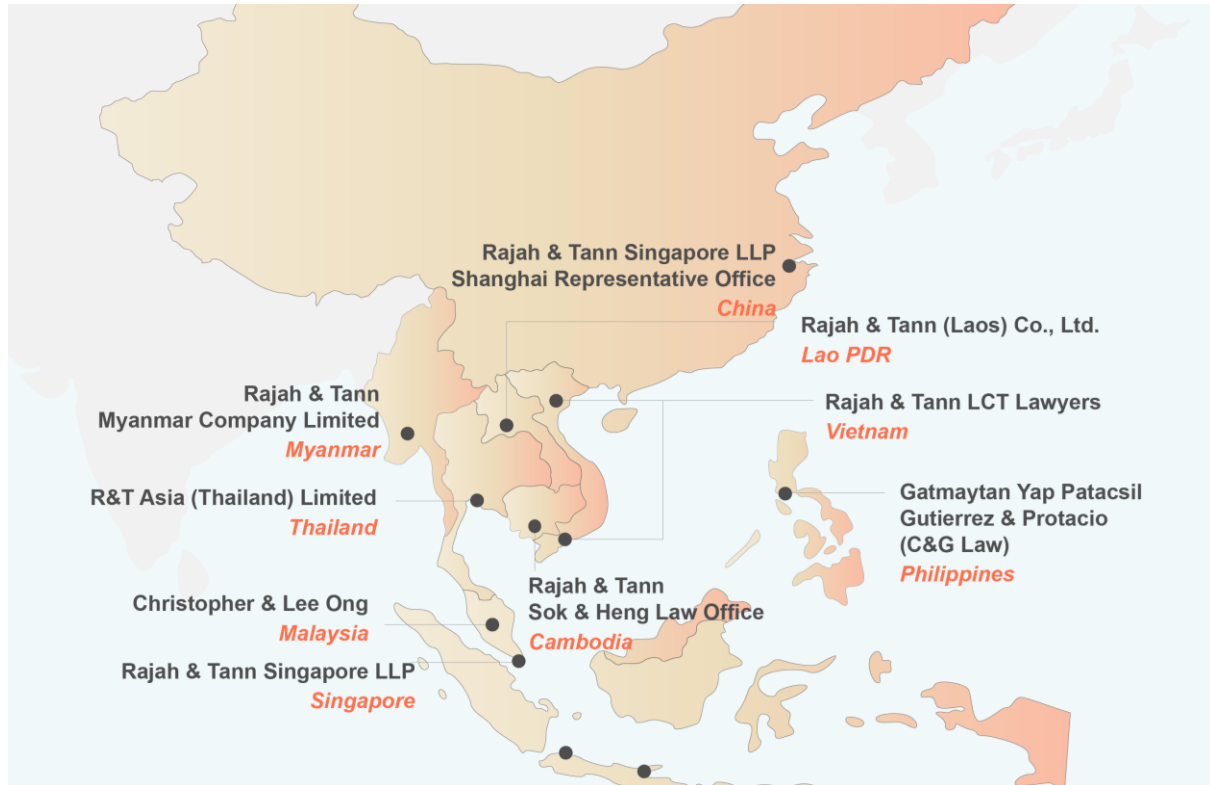 Rajah & Tann Singapore LLP
Shanghai Representative Office
China
Rajah & Tann (Laos) Co., Ltd.
Lao PDR
Rajah & Tann
Myanmar Company Limited
Myanmar
Rajah & Tann LCT Lawyers
Vietnam
R&T Asia (Thailand) Limited
Thailand
Gatmaytan Yap Patacsil
Gutierrez & Protacio
(C&G Law)
Philippines
Rajah & Tann
Sok & Heng Law Office
Cambodia
Christopher & Lee Ong
Malaysia
Rajah & Tann Singapore LLP
Singapore